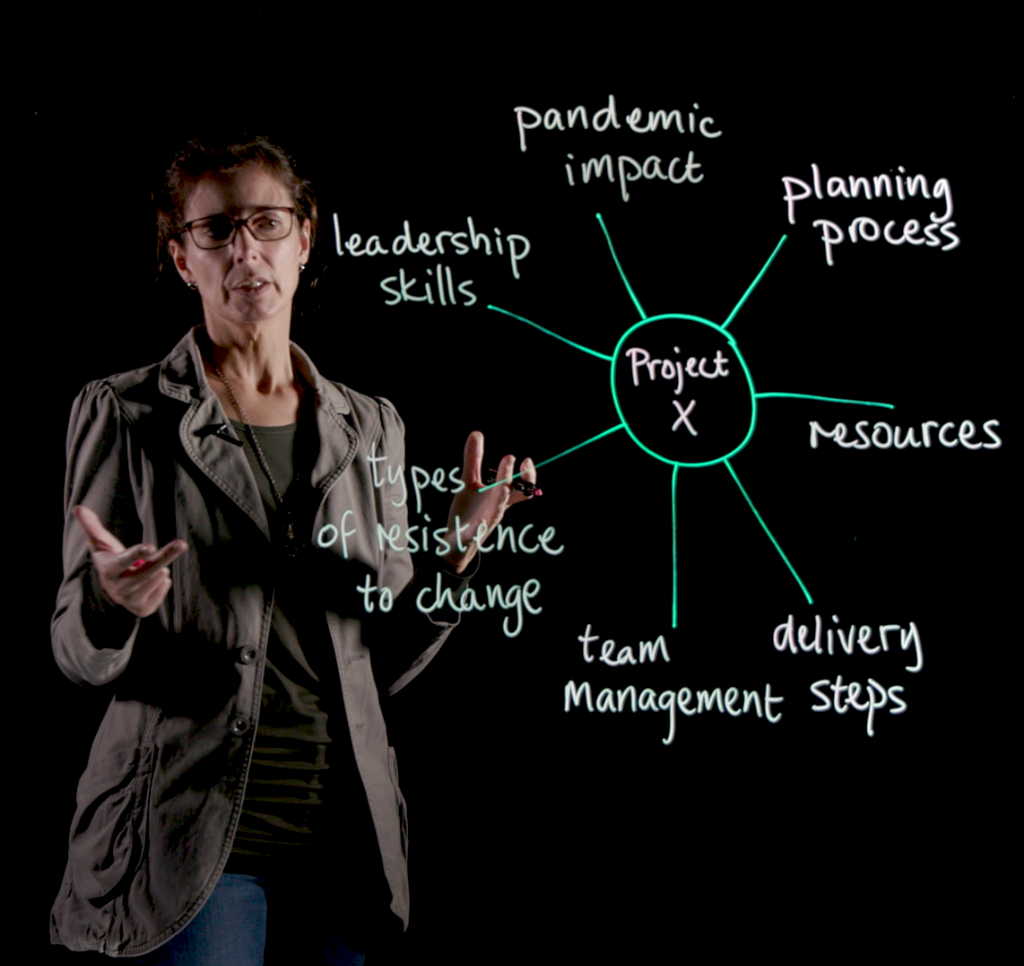 pandemic
impact
planning
process
leadership
skills
Project
X
resources
types
of resistence
to change
team
management
delivery
steps